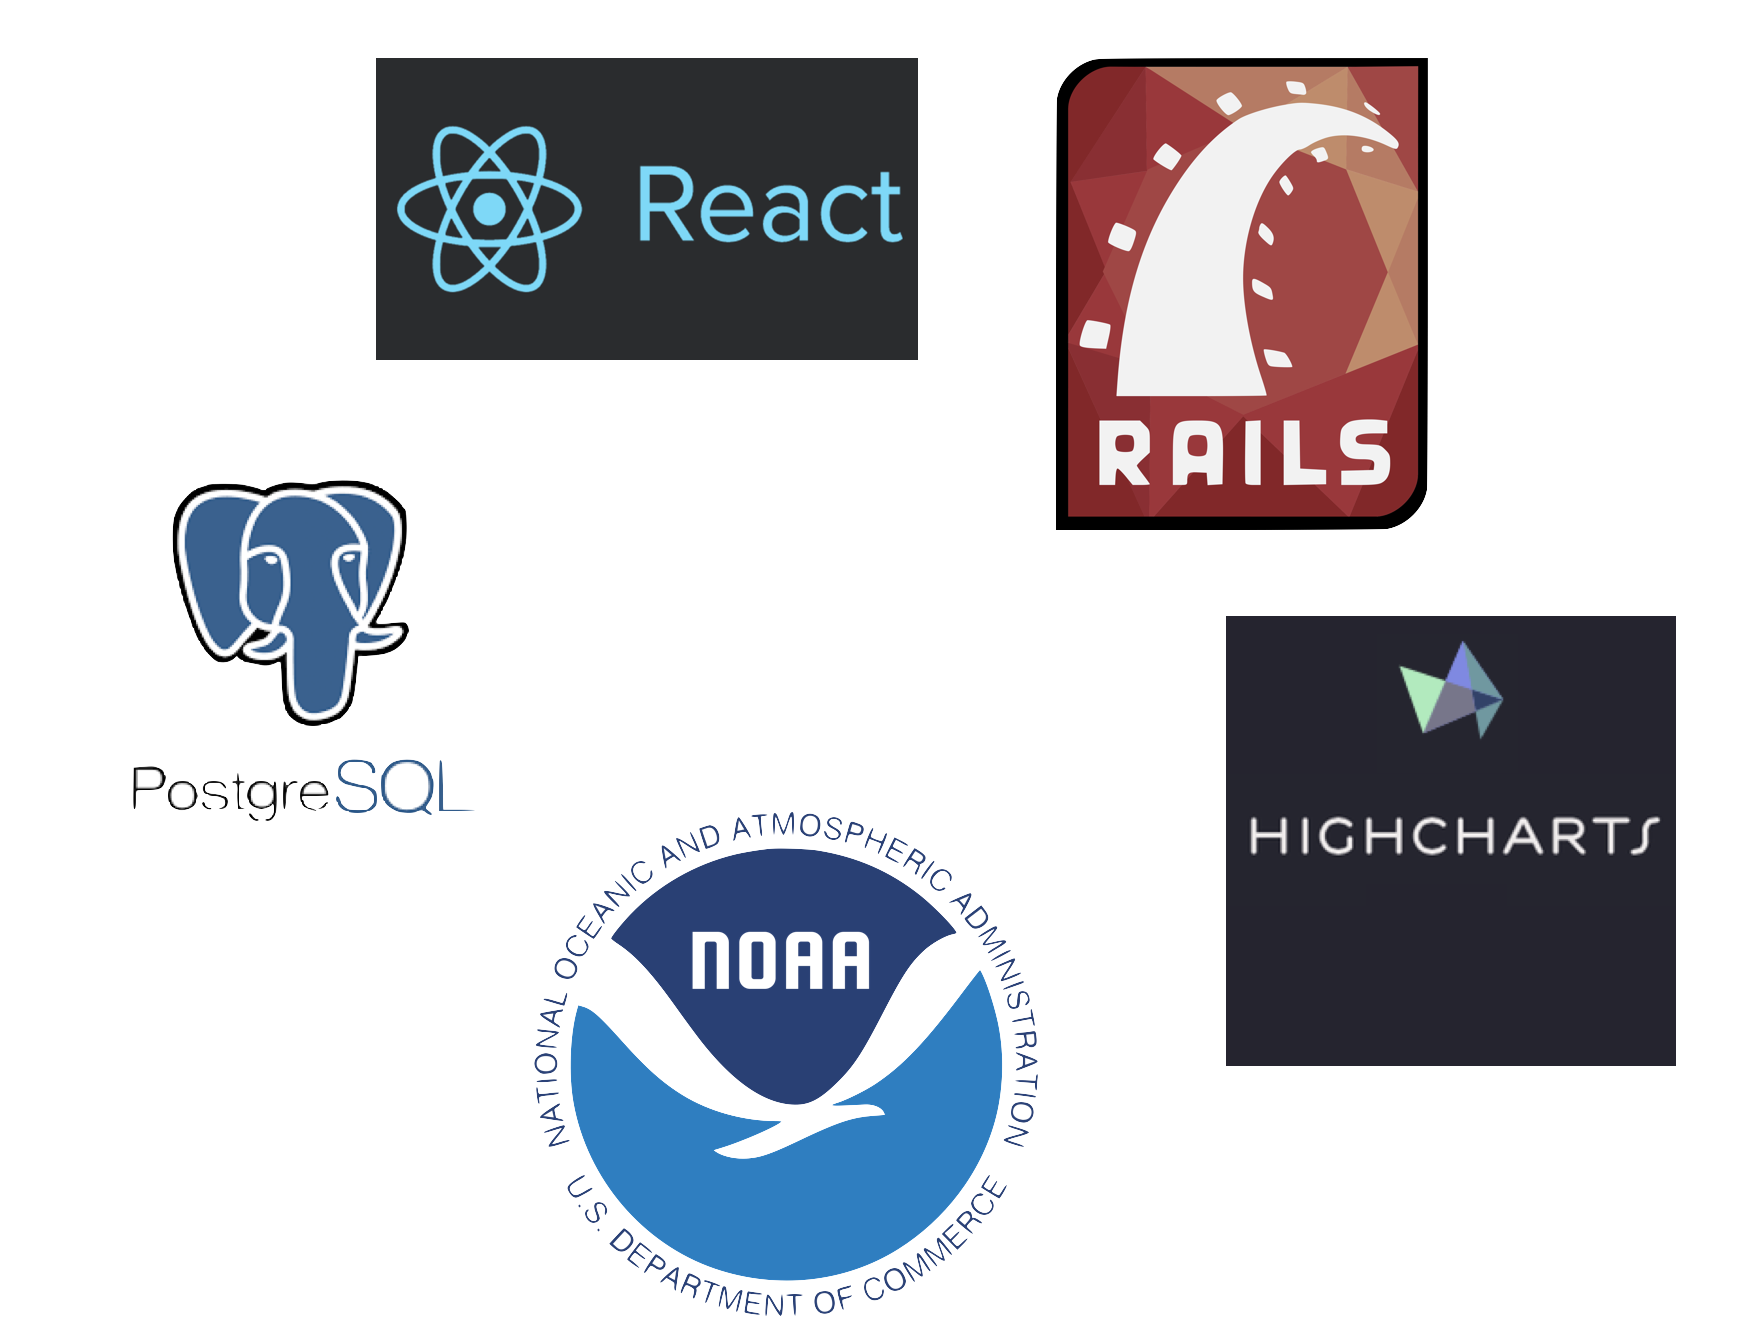 React
RAILS
PostgreSQL
HIGHCHARTS
NATIONAL OCEANIC AND ATMOSPHERIC ADMINISTRATION
NOAA
U.S. DEPARTMENT OF COMMERCE